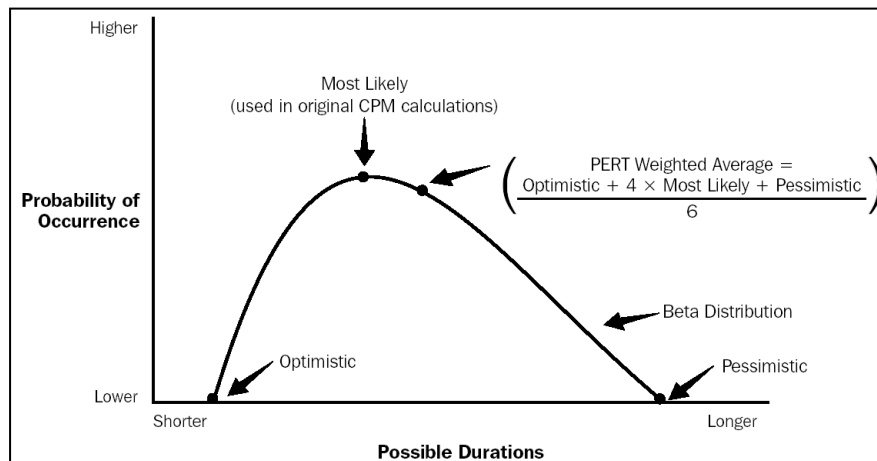 Higher
Most Likely
(used in original CPM calculations)
PERT Weighted Average =
Optimistic + 4 × Most Likely + Pessimistic
6
Probability of
Occurrence
Beta Distribution
Optimistic
Pessimistic
Lower
Shorter
Longer
Possible Durations